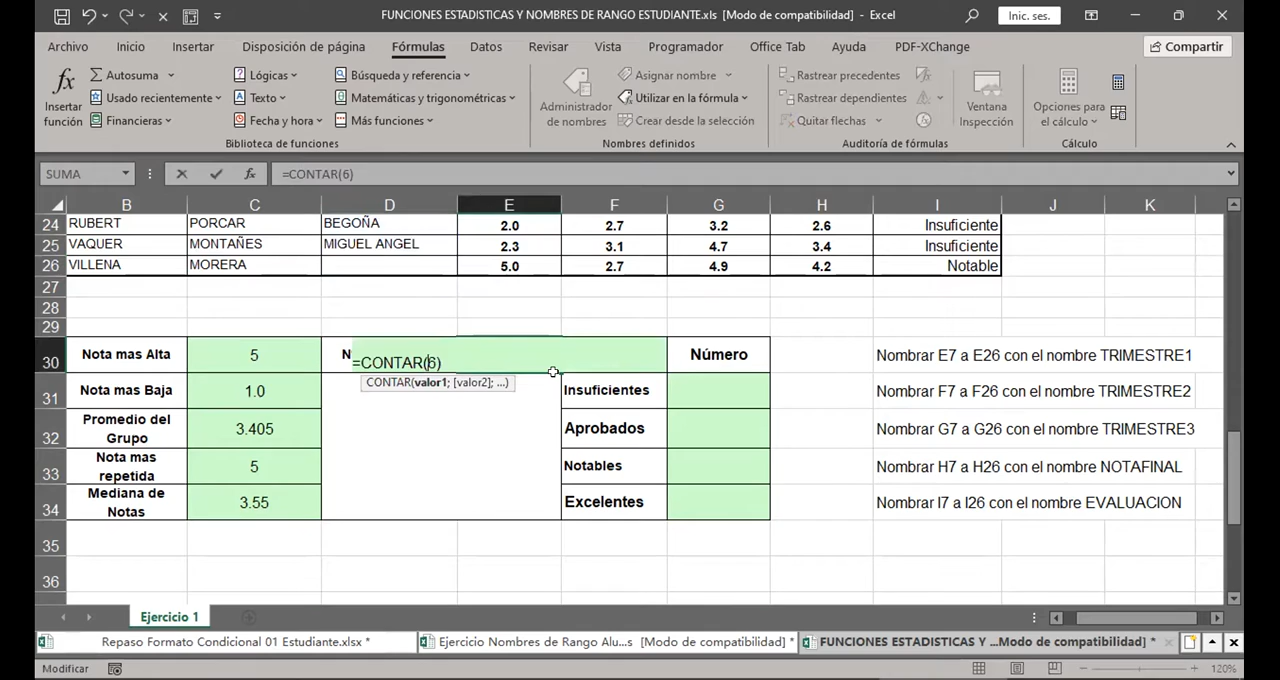 FUNCIONES ESTADISTICAS Y NOMBRES DE RANGO ESTUDIANTE.xls [Modo de compatibilidad] - Excel
Inic. ses.
Archivo Inicio Insertar Disposición de página Fórmulas Datos Revisar Vista Programador Office Tab Ayuda PDF-XChange Compartir
fx Insertar función
Autosuma
Usado recientemente
Financieras
Lógicas
Texto
Fecha y hora
Búsqueda y referencia
Matemáticas y trigonométricas
Más funciones
Biblioteca de funciones
Administrador de nombres
Asignar nombre
Utilizar en la fórmula
Crear desde la selección
Nombres definidos
Rastrear precedentes
Rastrear dependientes
Quitar flechas
Auditoría de fórmulas
Ventana Inspección
Opciones para el cálculo
Cálculo
SUMA fx =CONTAR(6)
B C D E F G H I J K
24 RUBERT PORCAR BEGOÑA 2.0 2.7 3.2 2.6 Insuficiente
25 VAQUER MONTAÑES MIGUEL ANGEL 2.3 3.1 4.7 3.4 Insuficiente
26 VILLENA MORERA 5.0 2.7 4.9 4.2 Notable
27
28
29
30 Nota mas Alta 5 N =CONTAR(6) Número Nombrar E7 a E26 con el nombre TRIMESTRE1
CONTAR(valor1; [valor2]; ...)
31 Nota mas Baja 1.0 Insuficientes Nombrar F7 a F26 con el nombre TRIMESTRE2
32 Promedio del Grupo 3.405 Aprobados Nombrar G7 a G26 con el nombre TRIMESTRE3
33 Nota mas repetida 5 Notables Nombrar H7 a H26 con el nombre NOTAFINAL
34 Mediana de Notas 3.55 Excelentes Nombrar I7 a I26 con el nombre EVALUACION
35
36
Ejercicio 1
Repaso Formato Condicional 01 Estudiante.xlsx * Ejercicio Nombres de Rango Alu...s [Modo de compatibilidad] * FUNCIONES ESTADISTICAS Y ...Modo de compatibilidad] *
Modificar 120%